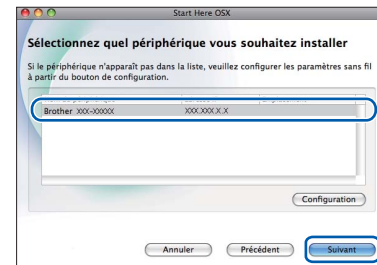 Start Here OSX
Sélectionnez quel périphérique vous souhaitez installer
Si le périphérique n'apparaît pas dans la liste, veuillez configurer les paramètres sans fil
à partir du bouton de configuration.
Brother XXX-XXXXX XXX.XXX.X.X
Configuration
Annuler Précédent Suivant